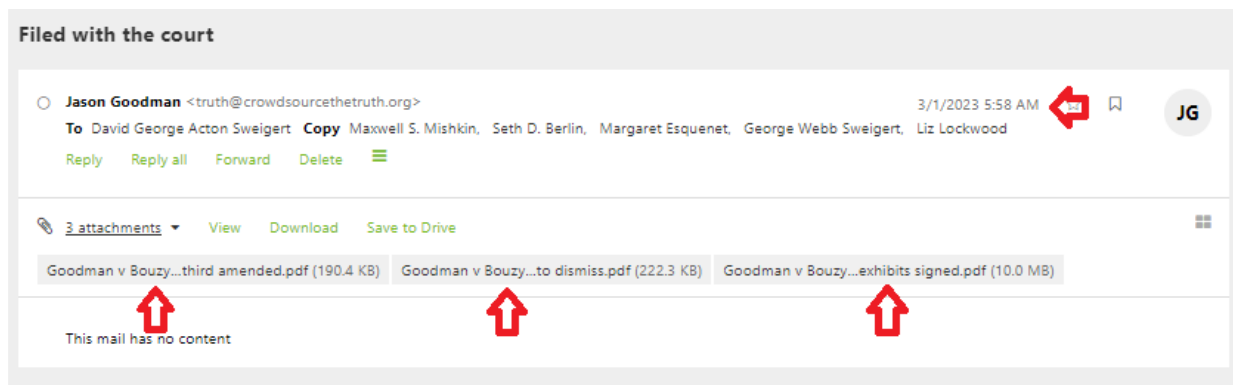 Filed with the court
Jason Goodman <truth@crowdsourcethetruth.org>
3/1/2023 5:58 AM
JG
To David George Acton Sweigert Copy Maxwell S. Mishkin, Seth D. Berlin, Margaret Esquenet, George Webb Sweigert, Liz Lockwood
Reply Reply all Forward Delete
3 attachments View Download Save to Drive
Goodman v Bouzy...third amended.pdf (190.4 KB) Goodman v Bouzy...to dismiss.pdf (222.3 KB) Goodman v Bouzy...exhibits signed.pdf (10.0 MB)
This mail has no content